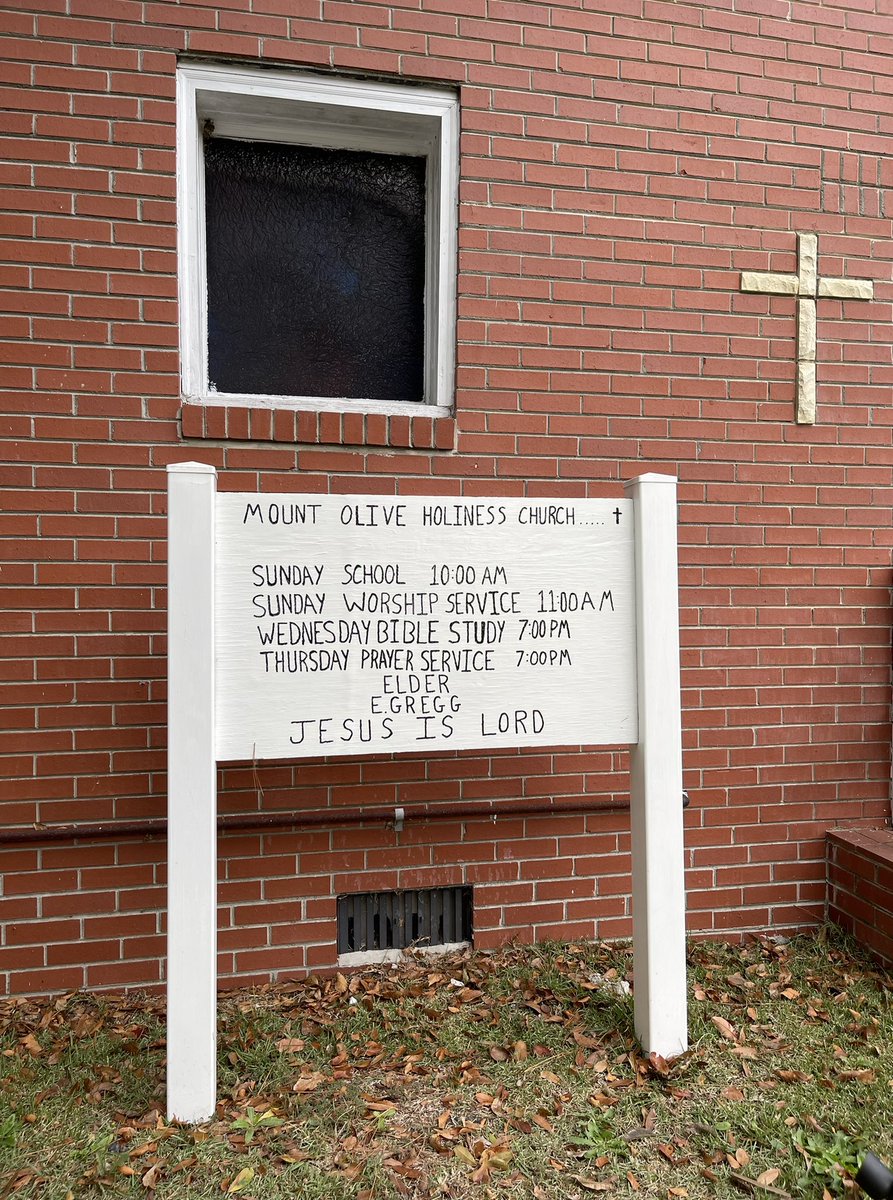 MOUNT OLIVE HOLINESS CHURCH.....✝
SUNDAY SCHOOL 10:00 AM
SUNDAY WORSHIP SERVICE 11:00 AM
WEDNESDAY BIBLE STUDY 7:00 PM
THURSDAY PRAYER SERVICE 7:00 PM
ELDER
E. GREGG
JESUS IS LORD